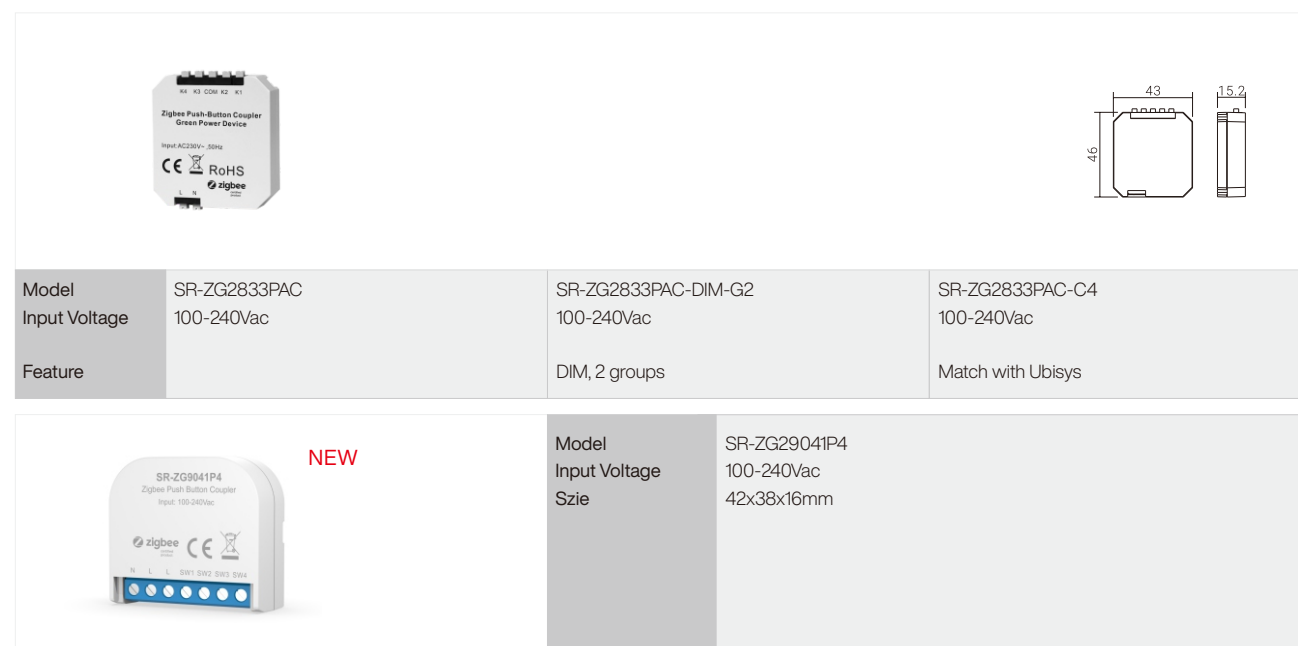 K4 K3 COM K2 K1
Zigbee Push-Button Coupler
Green Power Device
Input:AC230V~ ,50Hz
CE RoHS
zigbee
L N
43
15.2
46
Model SR-ZG2833PAC SR-ZG2833PAC-DIM-G2 SR-ZG2833PAC-C4
Input Voltage 100-240Vac 100-240Vac 100-240Vac
Feature DIM, 2 groups Match with Ubisys
NEW
SR-ZG9041P4
Zigbee Push Button Coupler
Input: 100-240Vac
zigbee CE
N L L SW1 SW2 SW3 SW4
Model SR-ZG29041P4
Input Voltage 100-240Vac
Szie 42x38x16mm